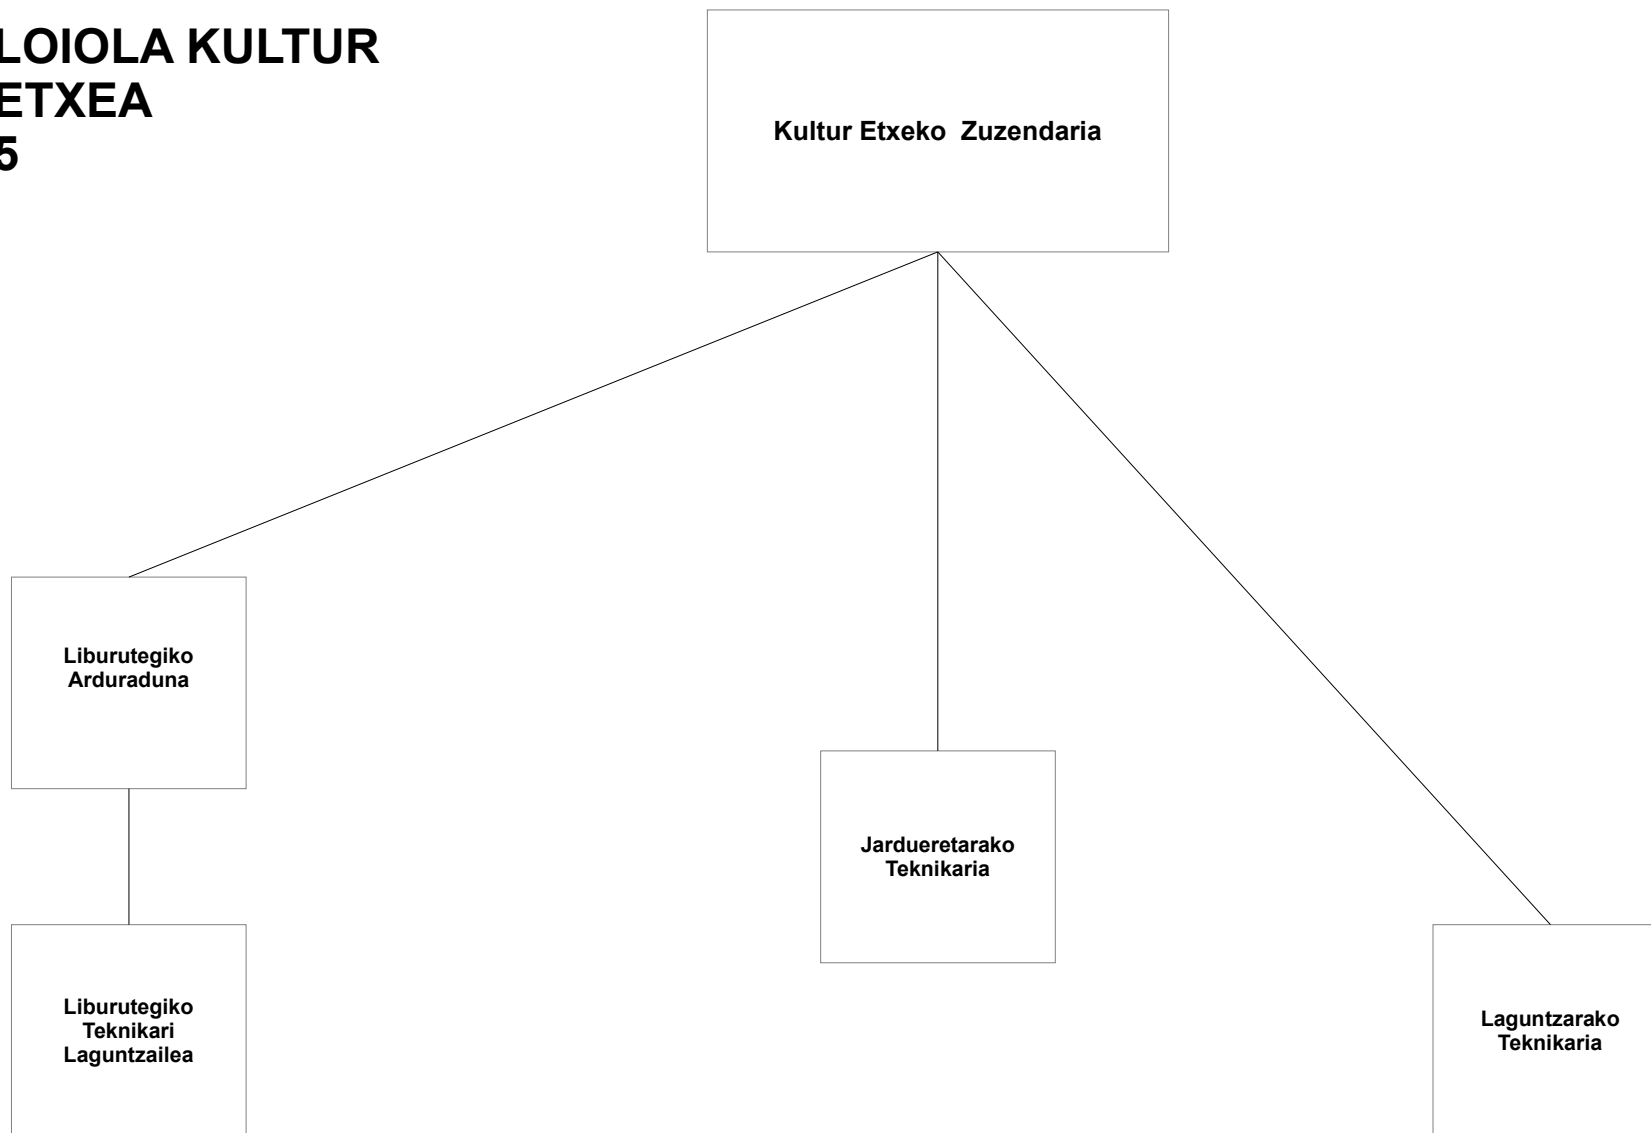 LOIOLA KULTUR
ETXEA
5
Kultur Etxeko Zuzendaria
Liburutegiko
Arduraduna
Jardueretarako
Teknikaria
Liburutegiko
Teknikari
Laguntzailea
Laguntzarako
Teknikaria